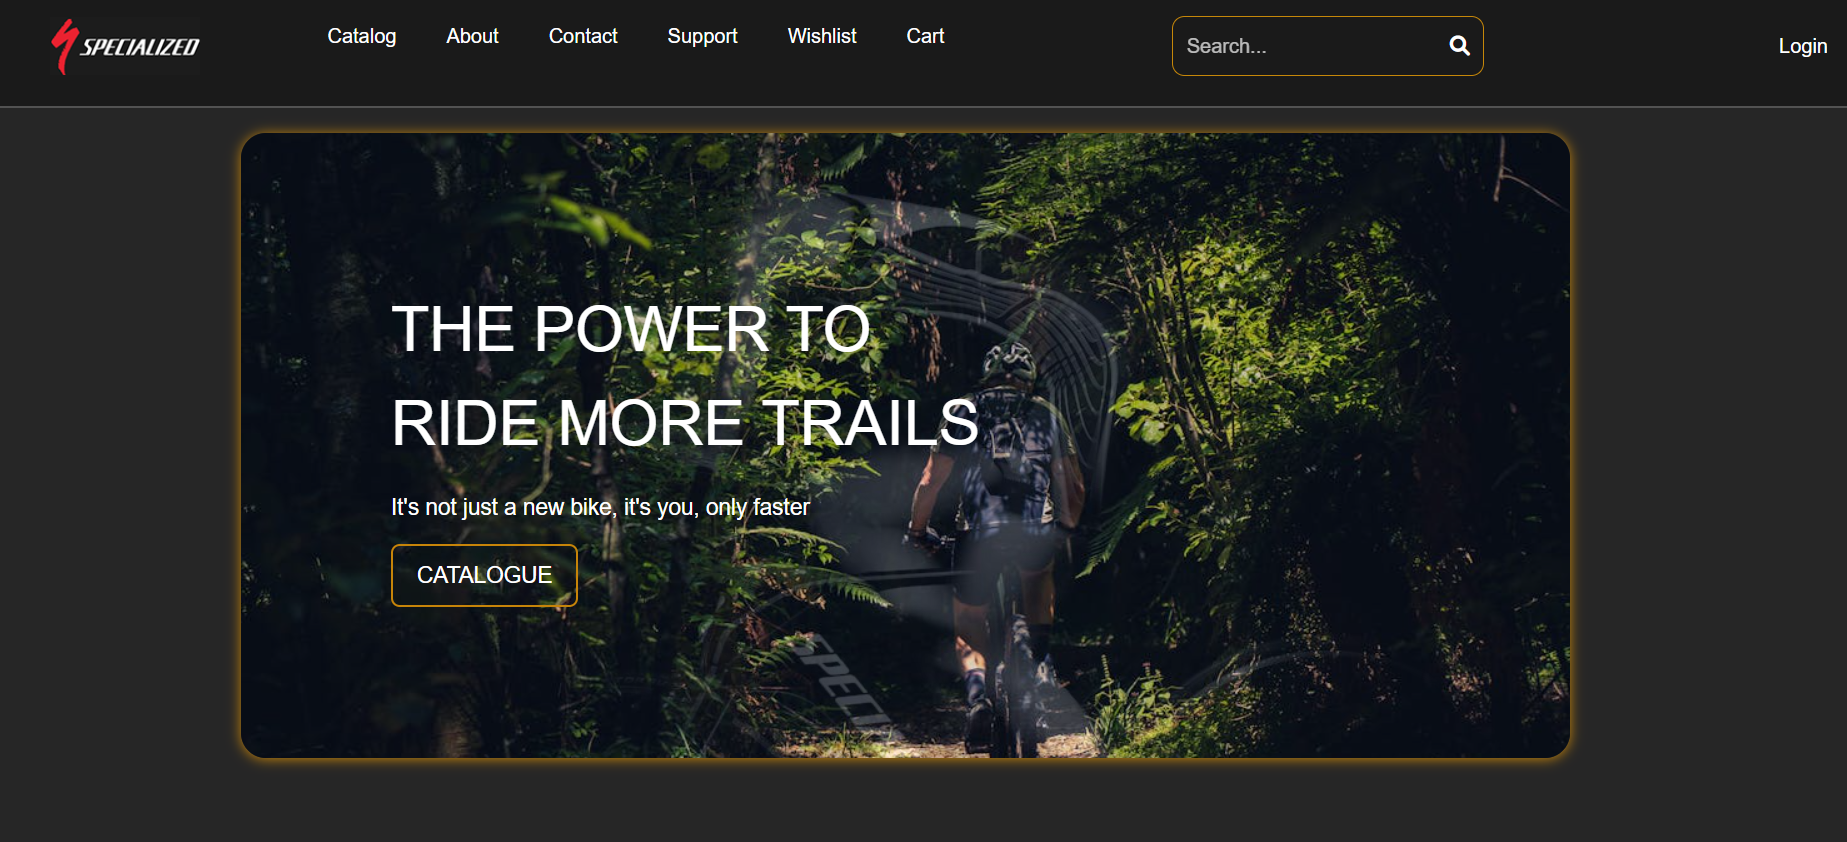 SPECIALIZED
Catalog About Contact Support Wishlist Cart
Search...
Login
THE POWER TO
RIDE MORE TRAILS
It's not just a new bike, it's you, only faster
CATALOGUE
SPECI